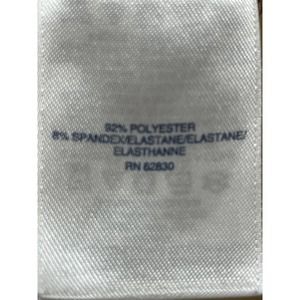 92% POLYESTER
8% SPANDEX/ELASTANE/ELASTANE/
ELASTHANNE
RN 62830